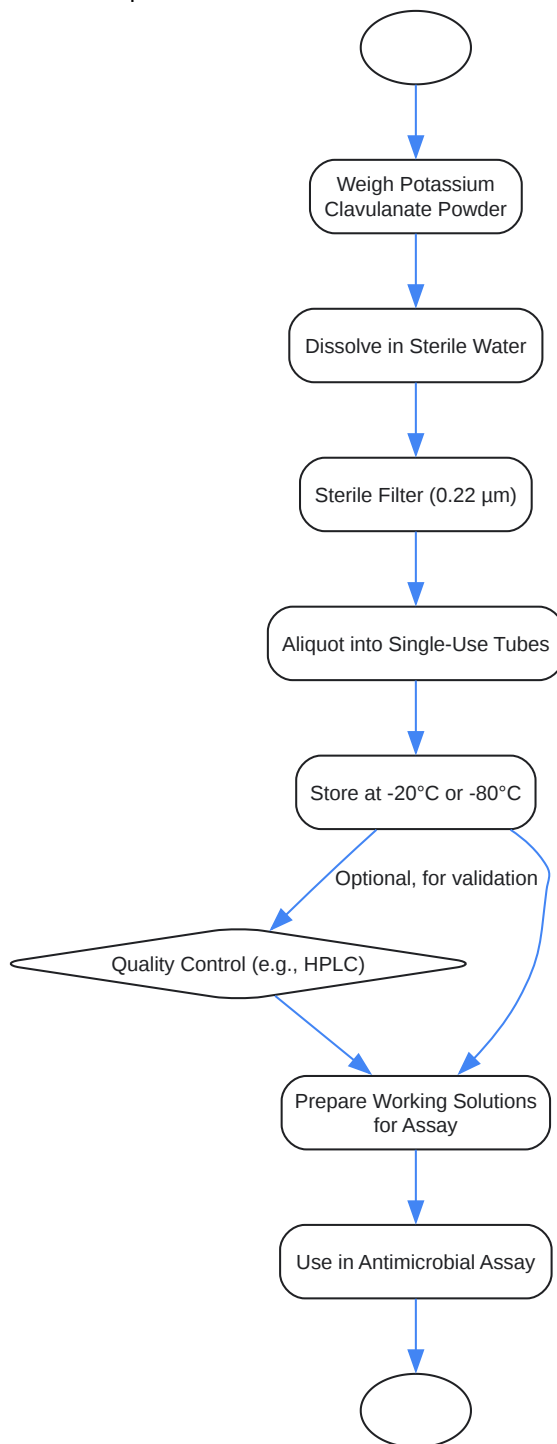 Weigh Potassium
Clavulanate Powder
Dissolve in Sterile Water
Sterile Filter (0.22 µm)
Aliquot into Single-Use Tubes
Store at -20°C or -80°C
Optional, for validation
Quality Control (e.g., HPLC)
Prepare Working Solutions
for Assay
Use in Antimicrobial Assay